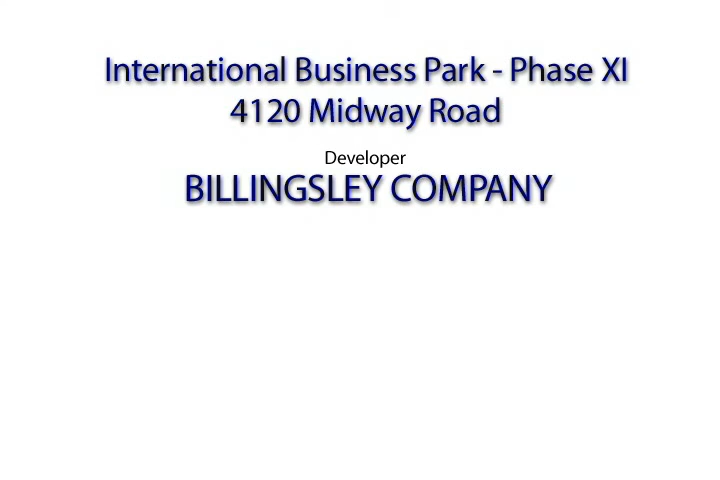 International Business Park - Phase XI
4120 Midway Road
Developer
BILLINGSLEY COMPANY